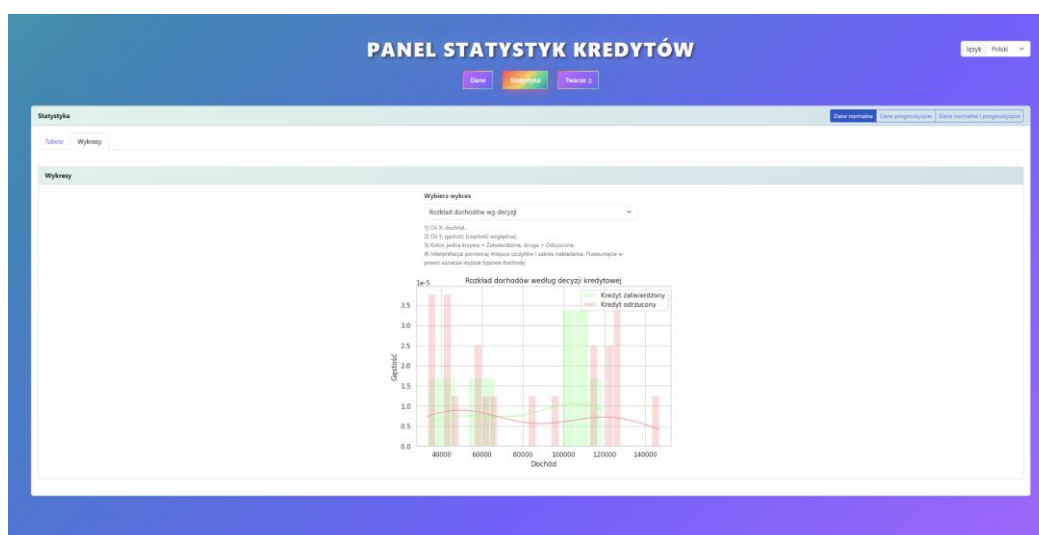 PANEL STATYSTYK KREDYTÓW
Język Polski
Dane Statystyka Twarze :)
Statystyka
Dane normalne Dane prognostyczne Dane normalne i prognostyczne
Tabele Wykresy
Wykresy
Wybierz wykres
Rozkład dochodów wg decyzji
1) Oś X: dochód.
2) Oś Y: gęstość (częstość względna).
3) Kolor: jedna krzywa = Zatwierdzone, druga = Odrzucone.
4) Interpretacja: porównaj miejsca szczytów i zakres nakładania. Przesunięcie w
prawo oznacza wyższe typowe dochody.
1e-5 Rozkład dochodów według decyzji kredytowej
Kredyt zatwierdzony
Kredyt odrzucony
3.5
3.0
2.5
2.0
1.5
1.0
0.5
0.0
Gęstość
40000 60000 80000 100000 120000 140000
Dochód